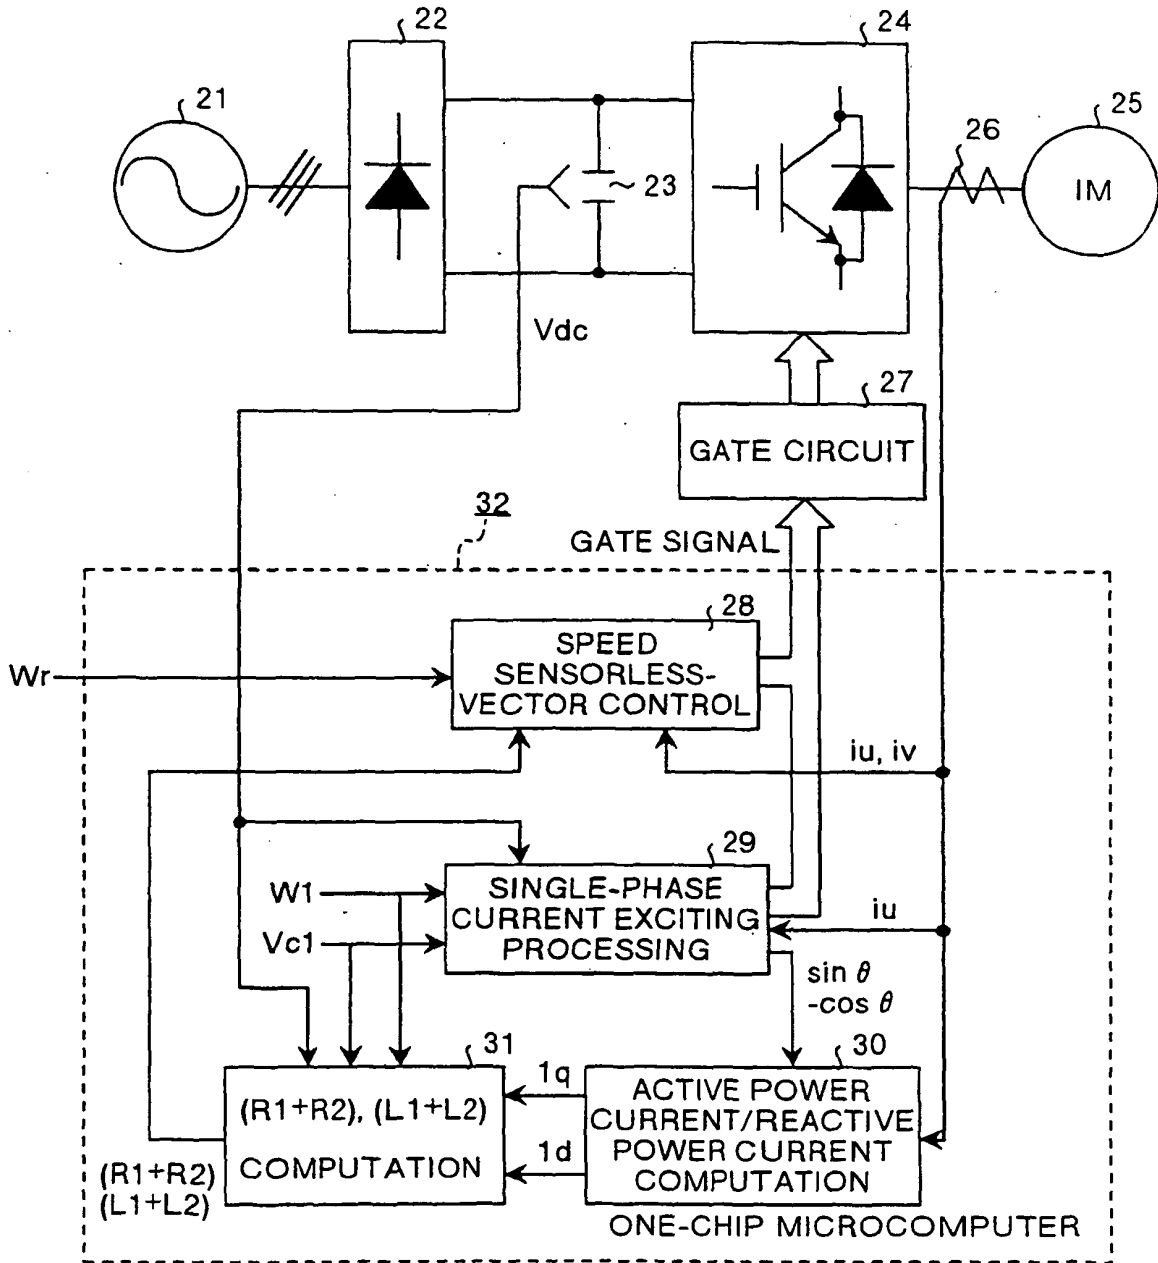 22
24
21
26
25
23
IM
Vdc
27
GATE CIRCUIT
32
GATE SIGNAL
28
SPEED
SENSORLESS-
VECTOR CONTROL
Wr
iu, iv
29
W1
SINGLE-PHASE
CURRENT EXCITING
PROCESSING
iu
Vc1
sin θ
-cos θ
31
30
1q
(R1+R2), (L1+L2)
COMPUTATION
1d
ACTIVE POWER
CURRENT/REACTIVE
POWER CURRENT
COMPUTATION
(R1+R2)
(L1+L2)
ONE-CHIP MICROCOMPUTER